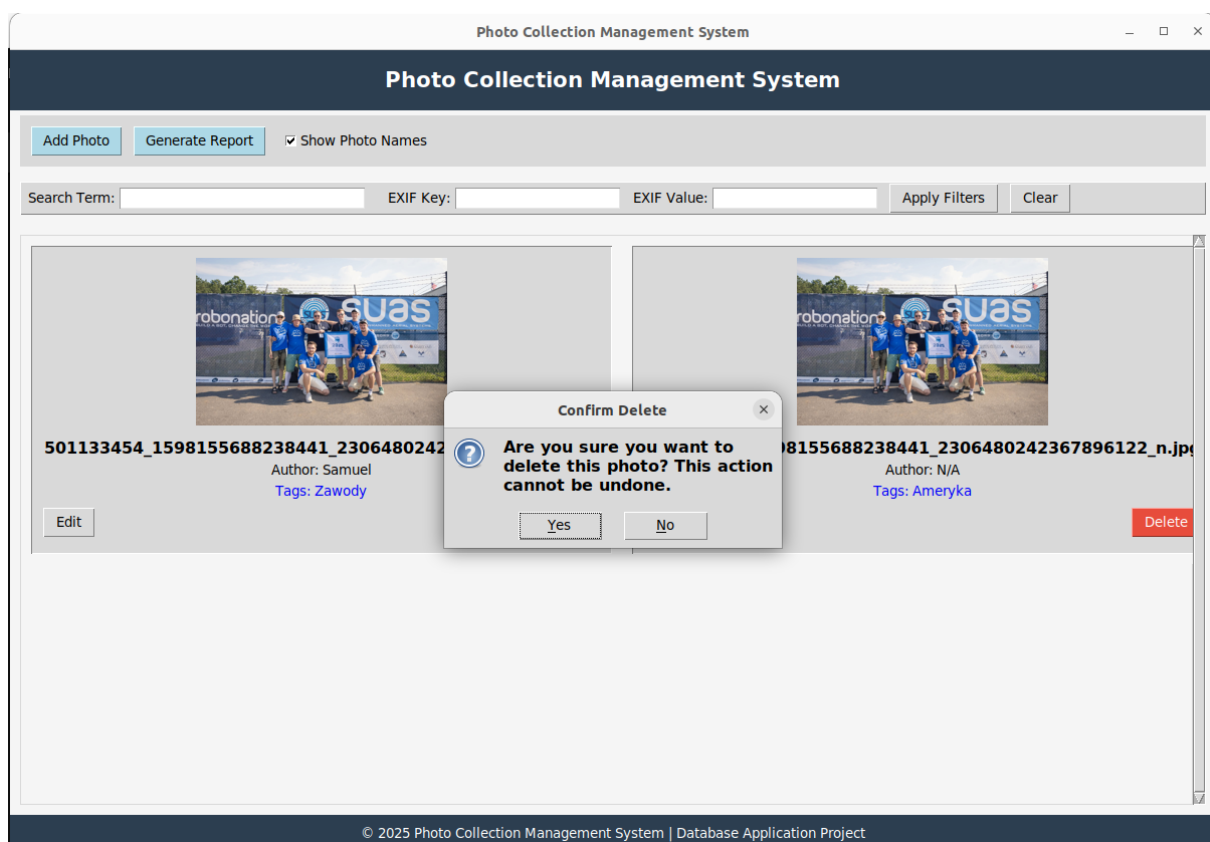 Photo Collection Management System
Photo Collection Management System
Add Photo
Generate Report
Show Photo Names
Search Term:
EXIF Key:
EXIF Value:
Apply Filters
Clear
robonation
SUAS
robonation
SUAS
501133454_1598155688238441_230648024
8155688238441_2306480242367896122_n.jp
Author: Samuel
Author: N/A
Tags: Zawody
Tags: Ameryka
Edit
Delete
Confirm Delete
Are you sure you want to
delete this photo? This action
cannot be undone.
Yes
No
© 2025 Photo Collection Management System | Database Application Project